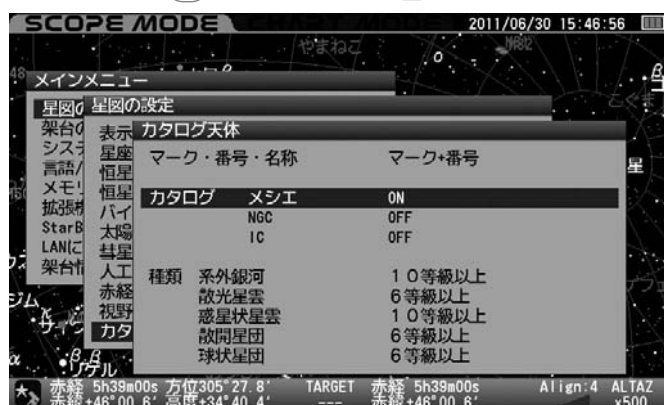 SCOPE MODE CHART MODE 2011/06/30 15:46:56
やまねこ
M82
メインメニュー
星図の
架台の
システ
言語/
メモリ
拡張機
StarB
LAN(こ
架台情
星図の設定
表示
星座
恒星
恒星
バイ
太陽
彗星
人工
赤経
視野
カタ
カタログ天体
マーク・番号・名称 マーク+番号
カタログ メシエ ON
NGC OFF
IC OFF
種類 系外銀河 10等級以上
散光星雲 6等級以上
惑星状星雲 10等級以上
散開星団 6等級以上
球状星団 6等級以上
こぐま
星
リゲル
赤経 5h39m00s 方位305°27.8' TARGET 赤経 5h39m00s Align:4 ALTAZ
赤緯+46°00.6' 高度+34°40.4' --- 赤緯+46°00.6' x500